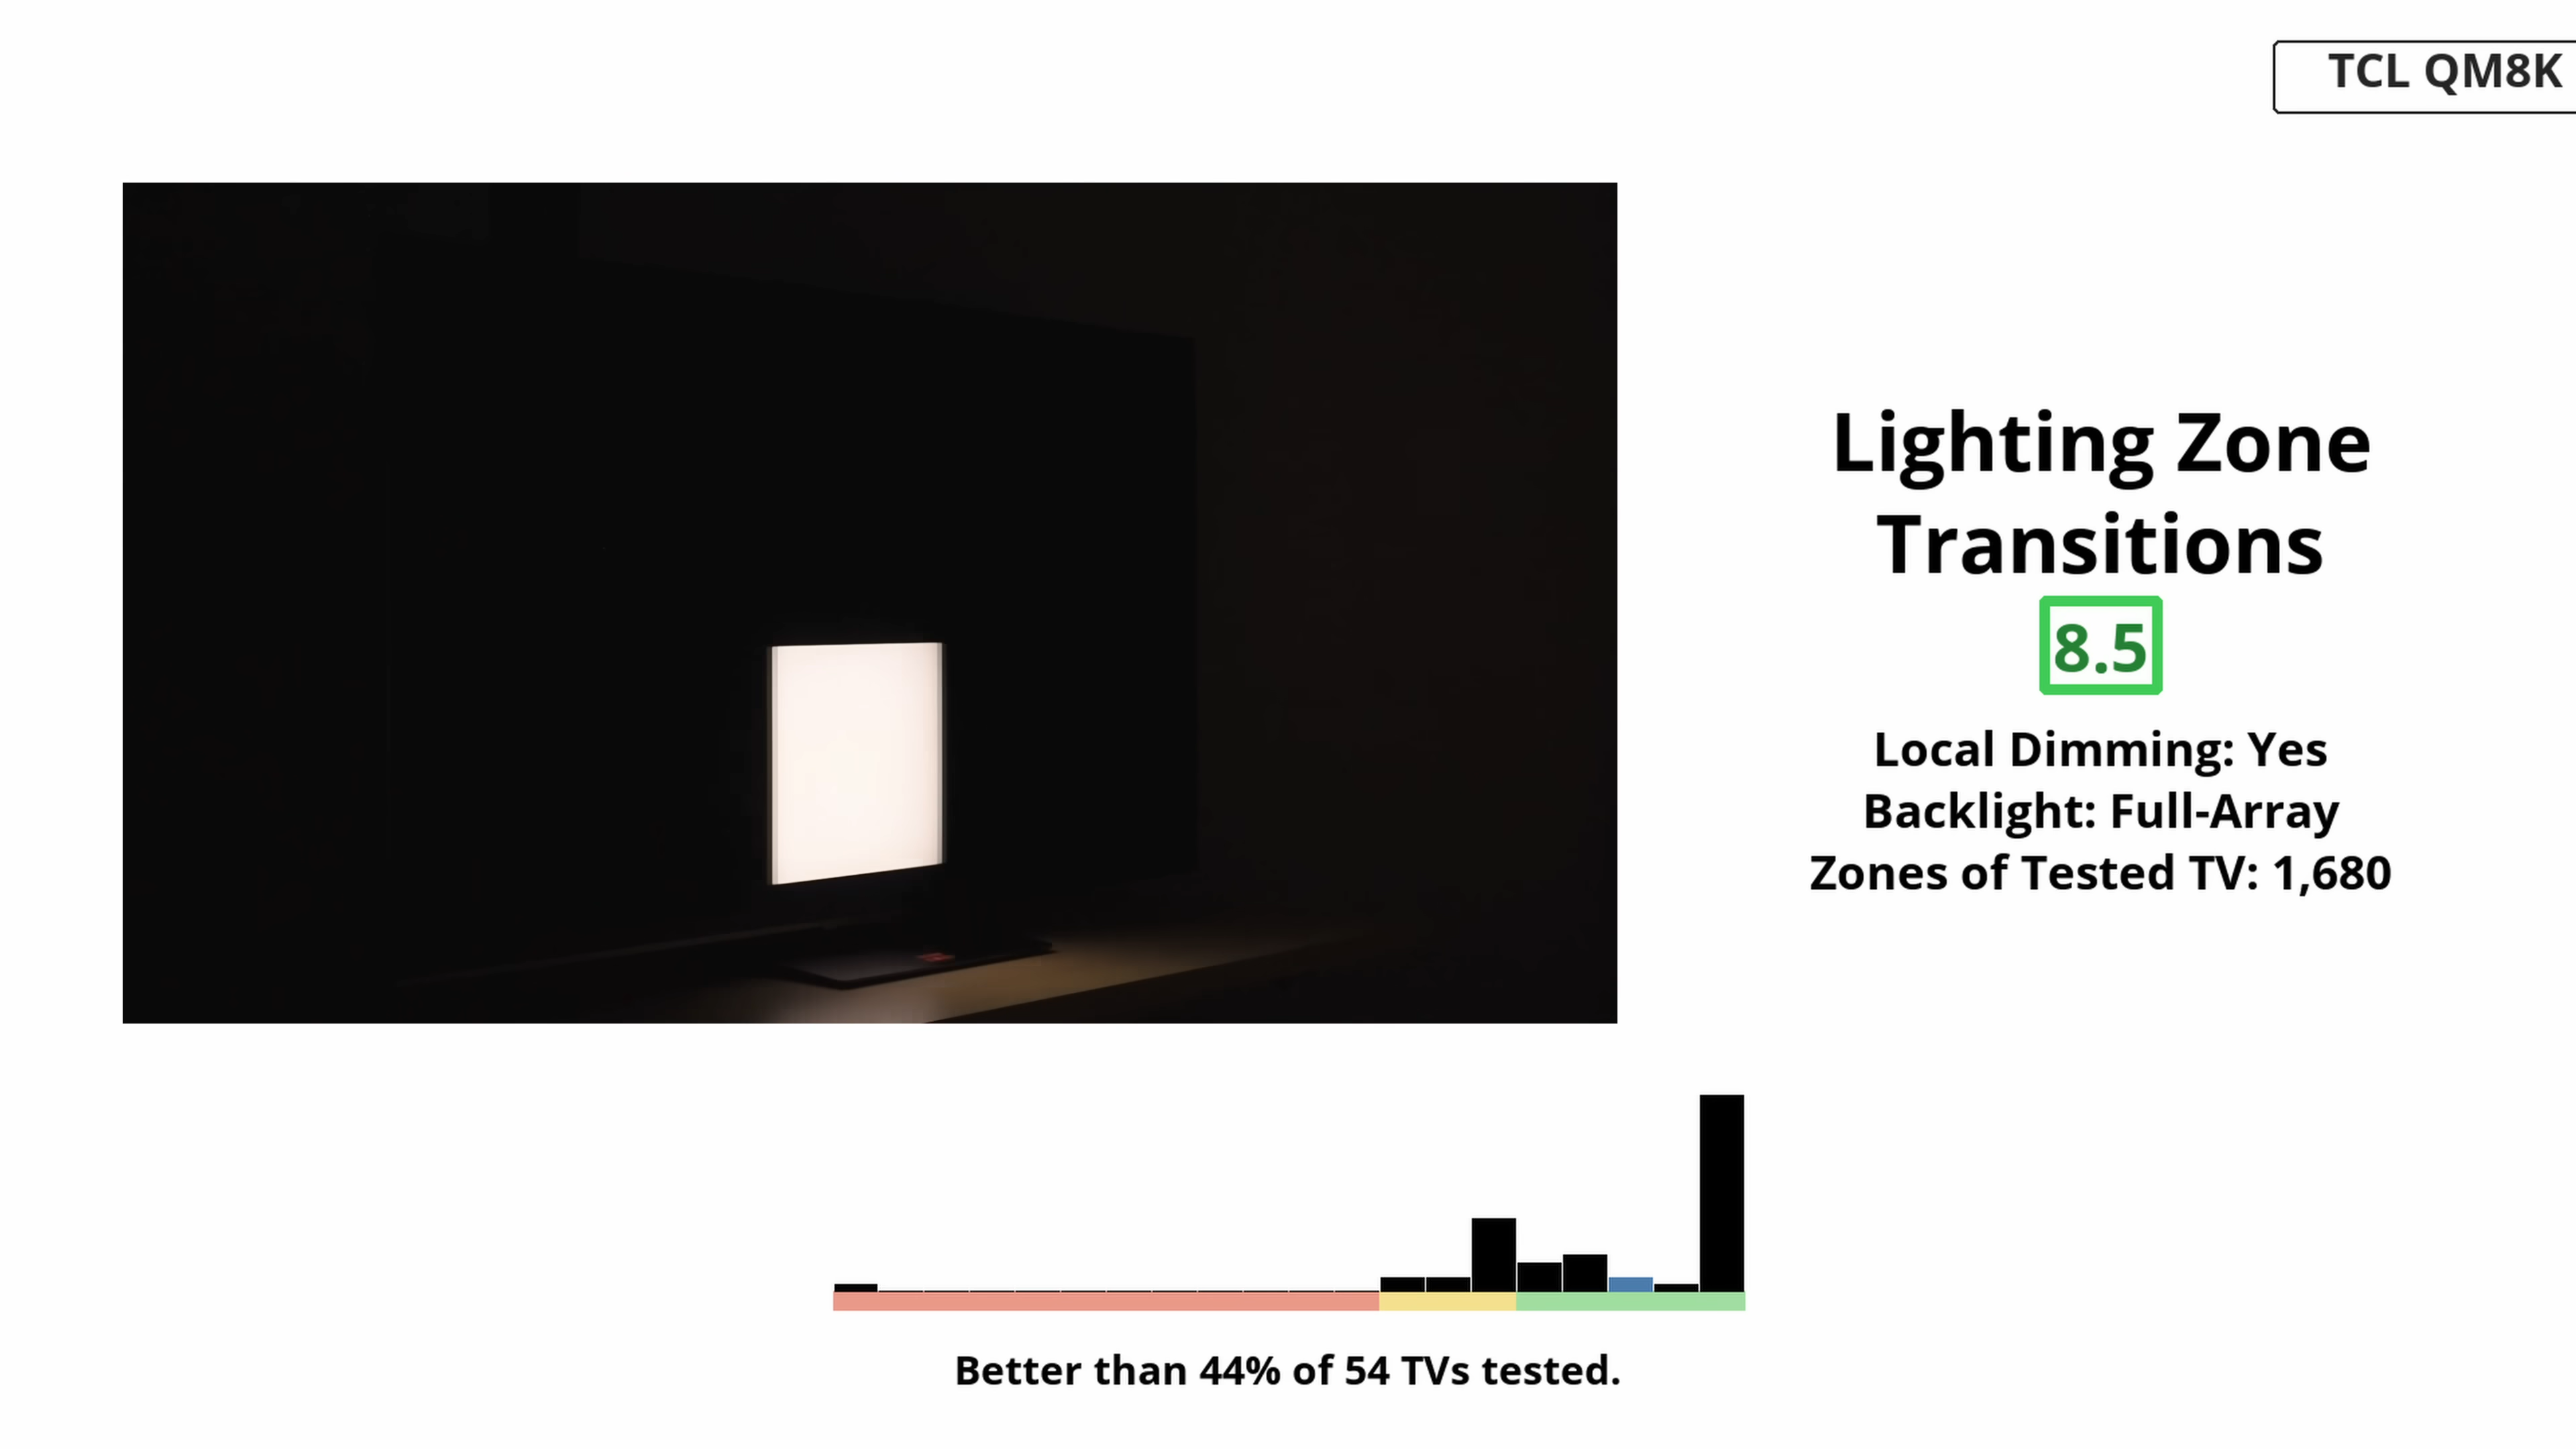 TCL QM8K
Lighting Zone
Transitions
8.5
Local Dimming: Yes
Backlight: Full-Array
Zones of Tested TV: 1,680
Better than 44% of 54 TVs tested.